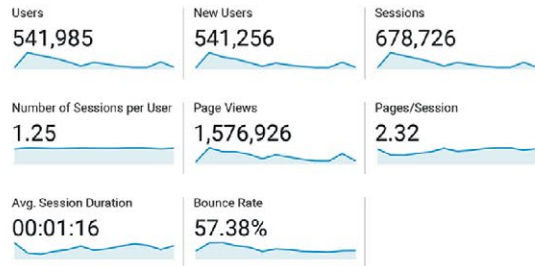 Users
541,985
New Users
541,256
Sessions
678,726
Number of Sessions per User
1.25
Page Views
1,576,926
Pages/Session
2.32
Avg. Session Duration
00:01:16
Bounce Rate
57.38%